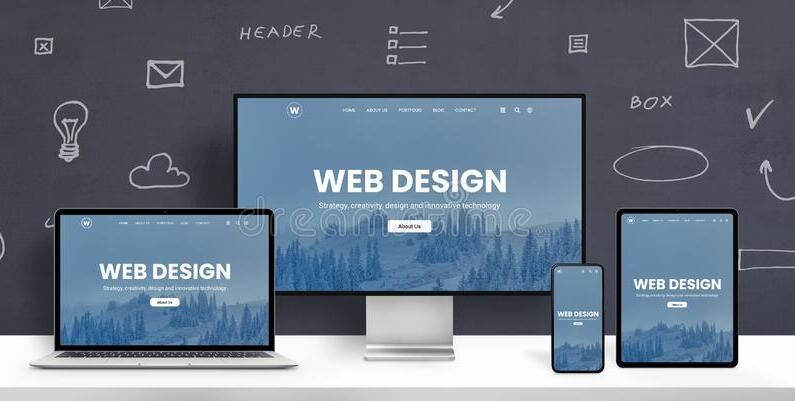 HEADER
BOX
W
HOME ABOUT US PORTFOLIO BLOG CONTACT
WEB DESIGN
Strategy, creativity, design and innovative technology
About Us
dreamstime.
W
HOME ABOUT US PORTFOLIO BLOG CONTACT
WEB DESIGN
Strategy, creativity, design and innovative technology
About Us
WEB DESIGN
WEB DESIGN
Strategy, creativity, design and innovative technology
About Us